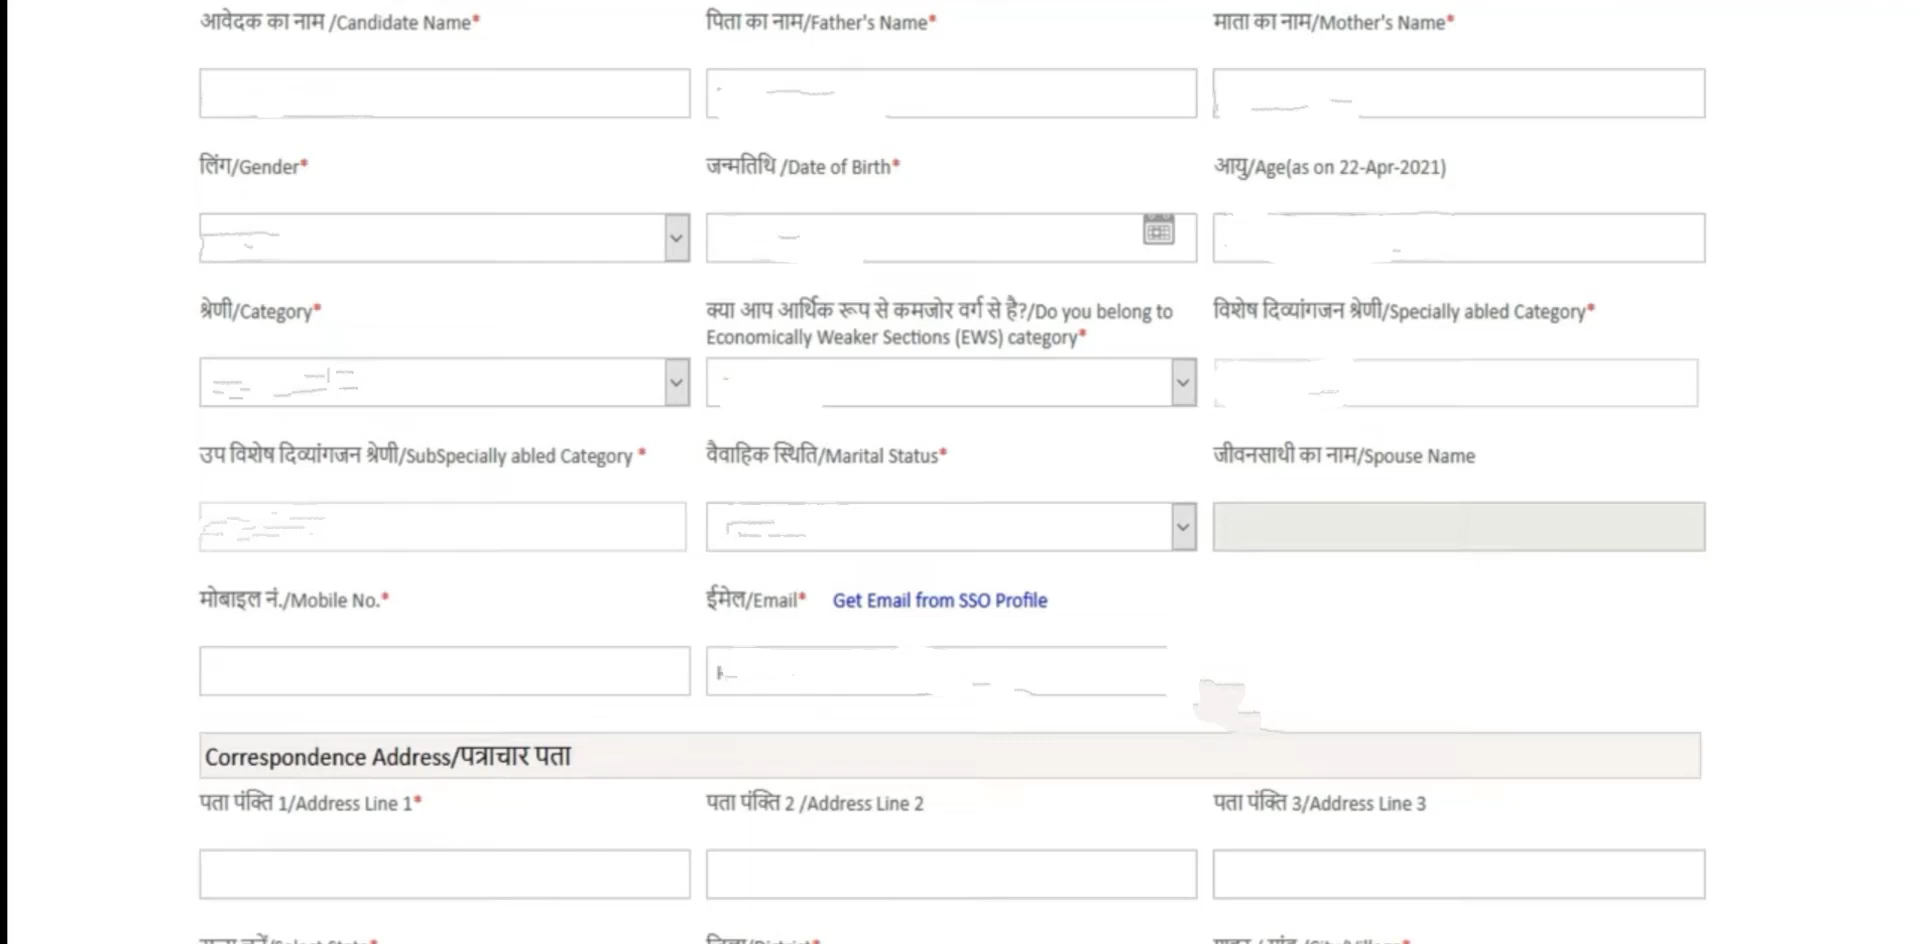 आवेदक का नाम /Candidate Name* पिता का नाम/Father's Name* माता का नाम/Mother's Name*
लिंग/Gender* जन्मतिथि /Date of Birth* आयु/Age(as on 22-Apr-2021)
श्रेणी/Category* क्या आप आर्थिक रूप से कमजोर वर्ग से है?/Do you belong to विशेष दिव्यांगजन श्रेणी/Specially abled Category*
Economically Weaker Sections (EWS) category*
उप विशेष दिव्यांगजन श्रेणी/SubSpecially abled Category * वैवाहिक स्थिति/Marital Status* जीवनसाथी का नाम/Spouse Name
मोबाइल नं./Mobile No.* ईमेल/Email* Get Email from SSO Profile
Correspondence Address/पत्राचार पता
पता पंक्ति 1/Address Line 1* पता पंक्ति 2 /Address Line 2 पता पंक्ति 3/Address Line 3